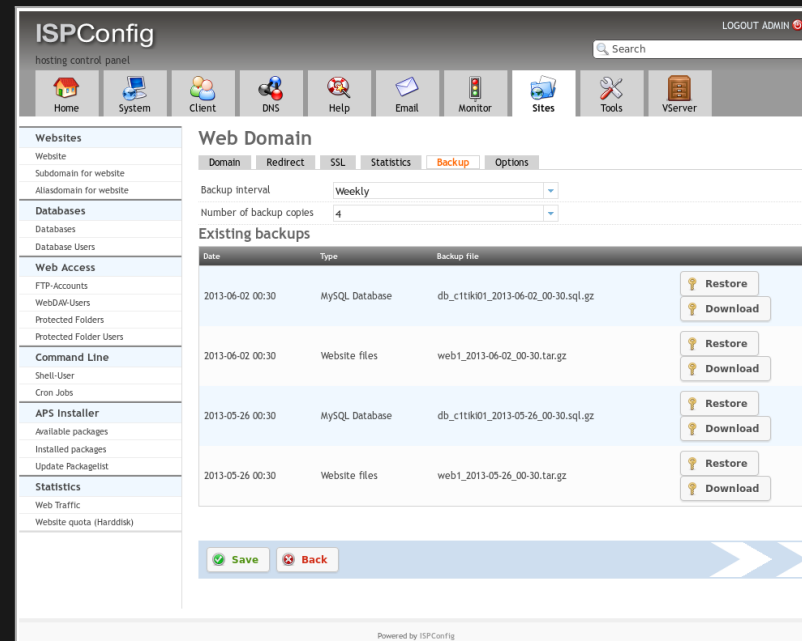 ISPConfig
LOGOUT ADMIN
hosting control panel
Search
Home System Client DNS Help Email Monitor Sites Tools VServer
Websites
Website
Subdomain for website
Aliasdomain for website
Databases
Databases
Database Users
Web Access
FTP-Accounts
WebDAV-Users
Protected Folders
Protected Folder Users
Command Line
Shell-User
Cron Jobs
APS Installer
Available packages
Installed packages
Update Packagelist
Statistics
Web Traffic
Website quota (Harddisk)
Web Domain
Domain Redirect SSL Statistics Backup Options
Backup interval Weekly
Number of backup copies 4
Existing backups
Date Type Backup file
2013-06-02 00:30 MySQL Database db_c1tiki01_2013-06-02_00-30.sql.gz
Restore
Download
2013-06-02 00:30 Website files web1_2013-06-02_00-30.tar.gz
Restore
Download
2013-05-26 00:30 MySQL Database db_c1tiki01_2013-05-26_00-30.sql.gz
Restore
Download
2013-05-26 00:30 Website files web1_2013-05-26_00-30.tar.gz
Restore
Download
Save Back
Powered by ISPConfig